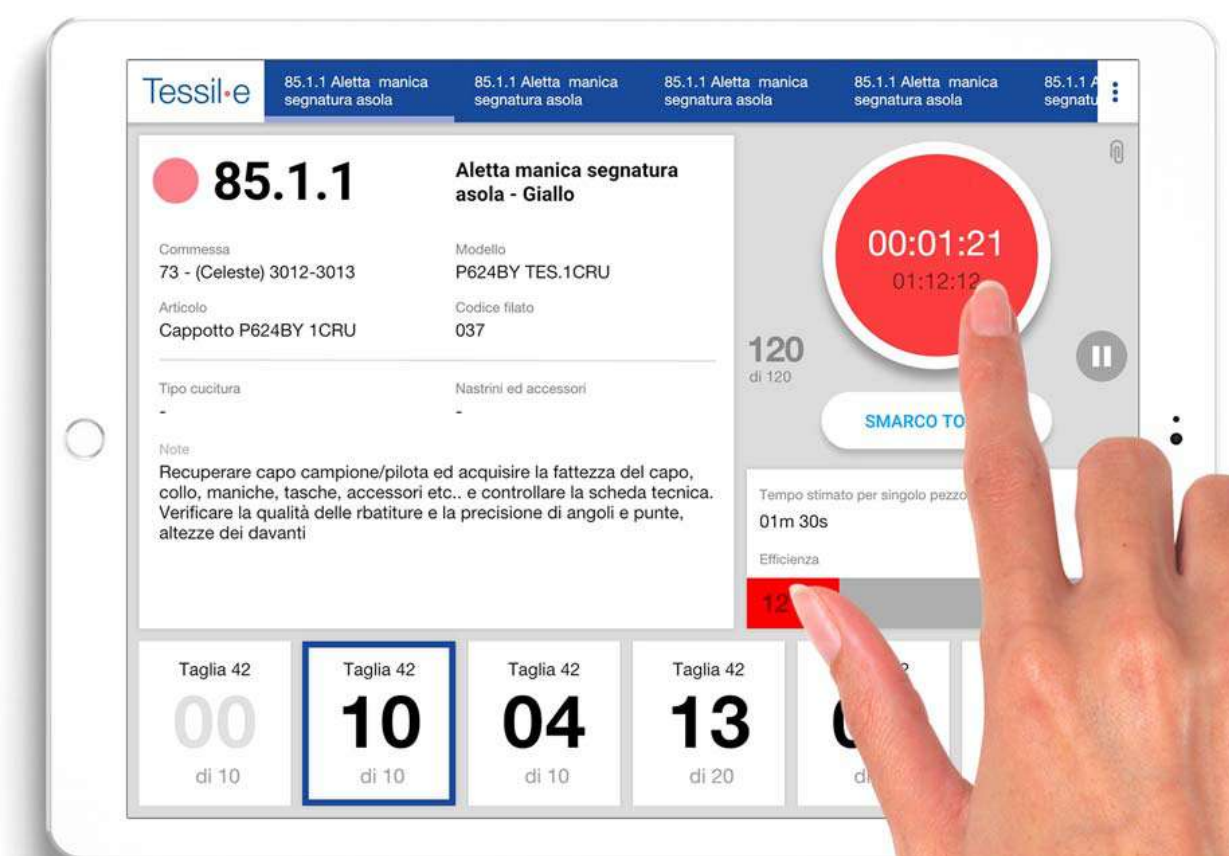 Tessil•e
85.1.1 Aletta manica
segnatura asola
85.1.1 Aletta manica
segnatura asola
85.1.1 Aletta manica
segnatura asola
85.1.1 Aletta manica
segnatura asola
85.1.1
85.1.1
Aletta manica segnatura
asola - Giallo
Commessa
73 - (Celeste) 3012-3013
Modello
P624BY TES.1CRU
Articolo
Cappotto P624BY 1CRU
Codice filato
037
Tipo cucitura
-
Nastrini ed accessori
-
Note
Recuperare capo campione/pilota ed acquisire la fattezza del capo,
collo, maniche, tasche, accessori etc.. e controllare la scheda tecnica.
Verificare la qualità delle rbatiture e la precisione di angoli e punte,
altezze dei davanti
00:01:21
01:12:12
120
di 120
SMARCO
Tempo stimato per singolo pezzo
01m 30s
Efficienza
12
Taglia 42
00
di 10
Taglia 42
10
di 10
Taglia 42
04
di 10
Taglia 42
13
di 20